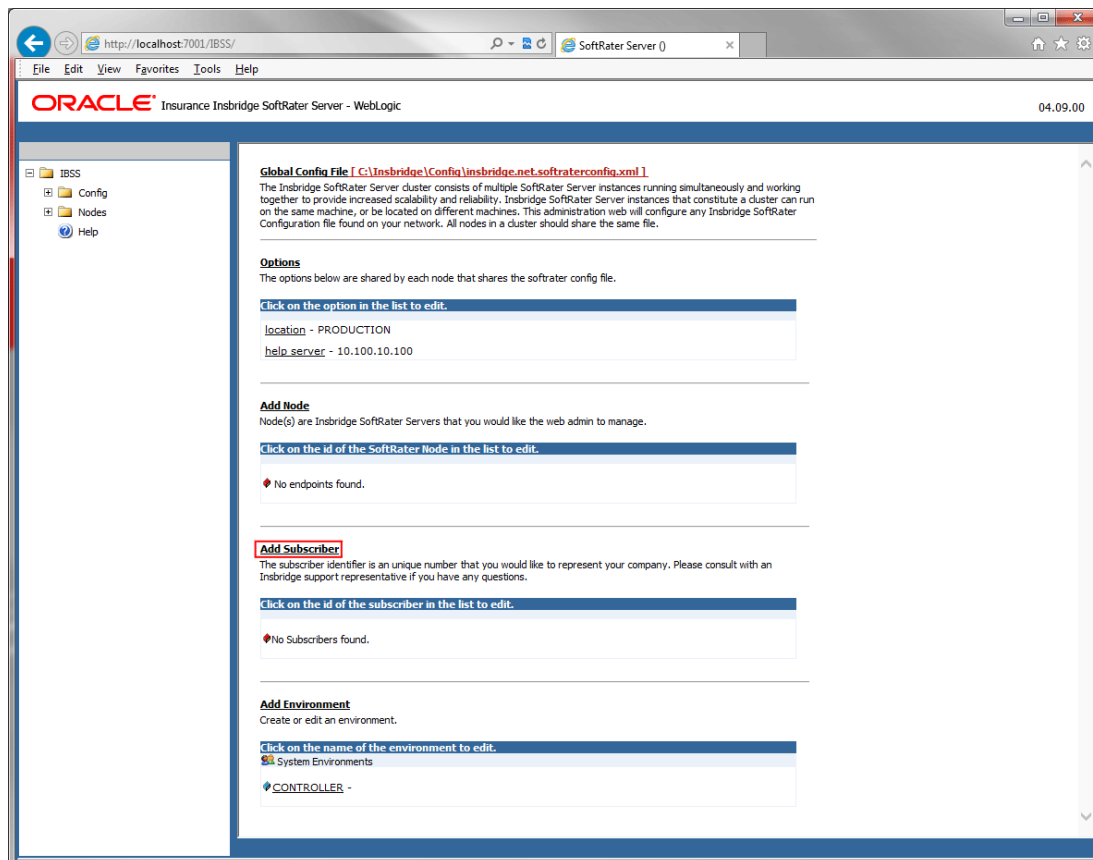 http://localhost:7001/IBSS/
SoftRater Server ()
File Edit View Favorites Tools Help
ORACLE Insurance Insbridge SoftRater Server - WebLogic
04.09.00
IBSS
Config
Nodes
Help
Global Config File [ C:\Insbridge\Config\insbridge.net.softraterconfig.xml ]
The Insbridge SoftRater Server cluster consists of multiple SoftRater Server instances running simultaneously and working
together to provide increased scalability and reliability. Insbridge SoftRater Server instances that constitute a cluster can run
on the same machine, or be located on different machines. This administration web will configure any Insbridge SoftRater
Configuration file found on your network. All nodes in a cluster should share the same file.
Options
The options below are shared by each node that shares the softrater config file.
Click on the option in the list to edit.
location - PRODUCTION
help server - 10.100.10.100
Add Node
Node(s) are Insbridge SoftRater Servers that you would like the web admin to manage.
Click on the id of the SoftRater Node in the list to edit.
No endpoints found.
Add Subscriber
The subscriber identifier is an unique number that you would like to represent your company. Please consult with an
Insbridge support representative if you have any questions.
Click on the id of the subscriber in the list to edit.
No Subscribers found.
Add Environment
Create or edit an environment.
Click on the name of the environment to edit.
System Environments
CONTROLLER -